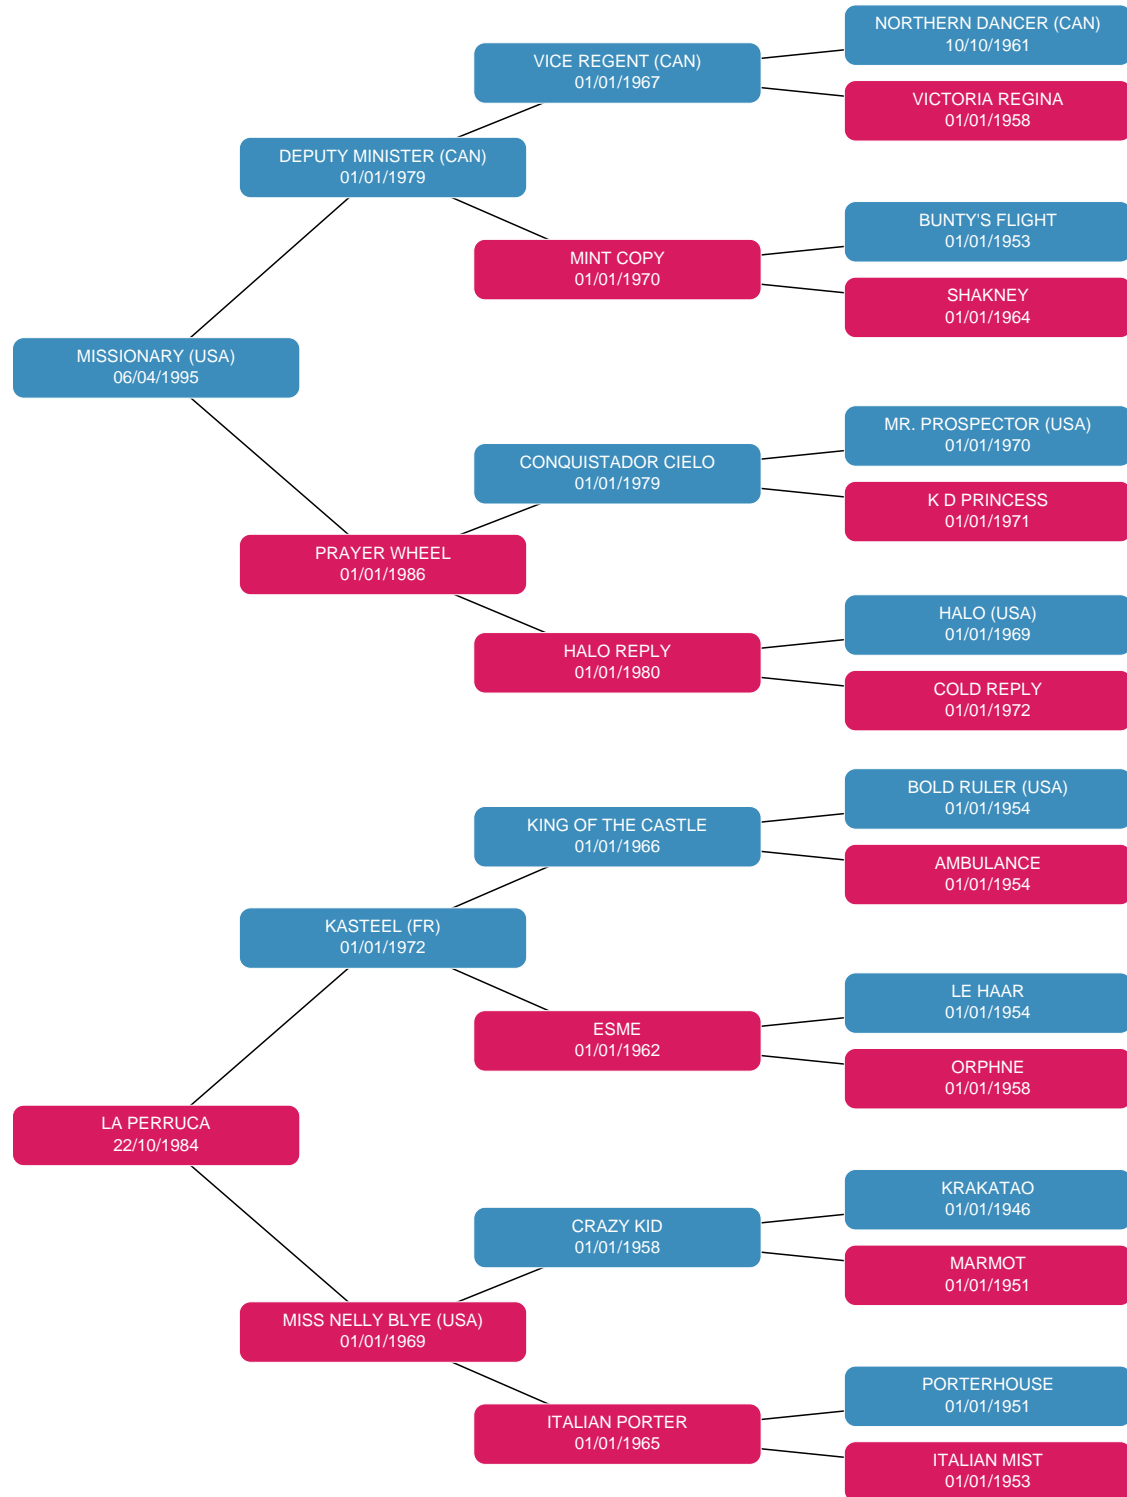 NORTHERN DANCER (CAN)
10/10/1961
VICE REGENT (CAN)
01/01/1967
VICTORIA REGINA
01/01/1958
DEPUTY MINISTER (CAN)
01/01/1979
BUNTY'S FLIGHT
01/01/1953
MINT COPY
01/01/1970
SHAKNEY
01/01/1964
MISSIONARY (USA)
06/04/1995
MR. PROSPECTOR (USA)
01/01/1970
CONQUISTADOR CIELO
01/01/1979
K D PRINCESS
01/01/1971
PRAYER WHEEL
01/01/1986
HALO (USA)
01/01/1969
HALO REPLY
01/01/1980
COLD REPLY
01/01/1972
BOLD RULER (USA)
01/01/1954
KING OF THE CASTLE
01/01/1966
AMBULANCE
01/01/1954
KASTEEL (FR)
01/01/1972
LE HAAR
01/01/1954
ESME
01/01/1962
ORPHNE
01/01/1958
LA PERRUCA
22/10/1984
KRAKATAO
01/01/1946
CRAZY KID
01/01/1958
MARMOT
01/01/1951
MISS NELLY BLYE (USA)
01/01/1969
PORTERHOUSE
01/01/1951
ITALIAN PORTER
01/01/1965
ITALIAN MIST
01/01/1953